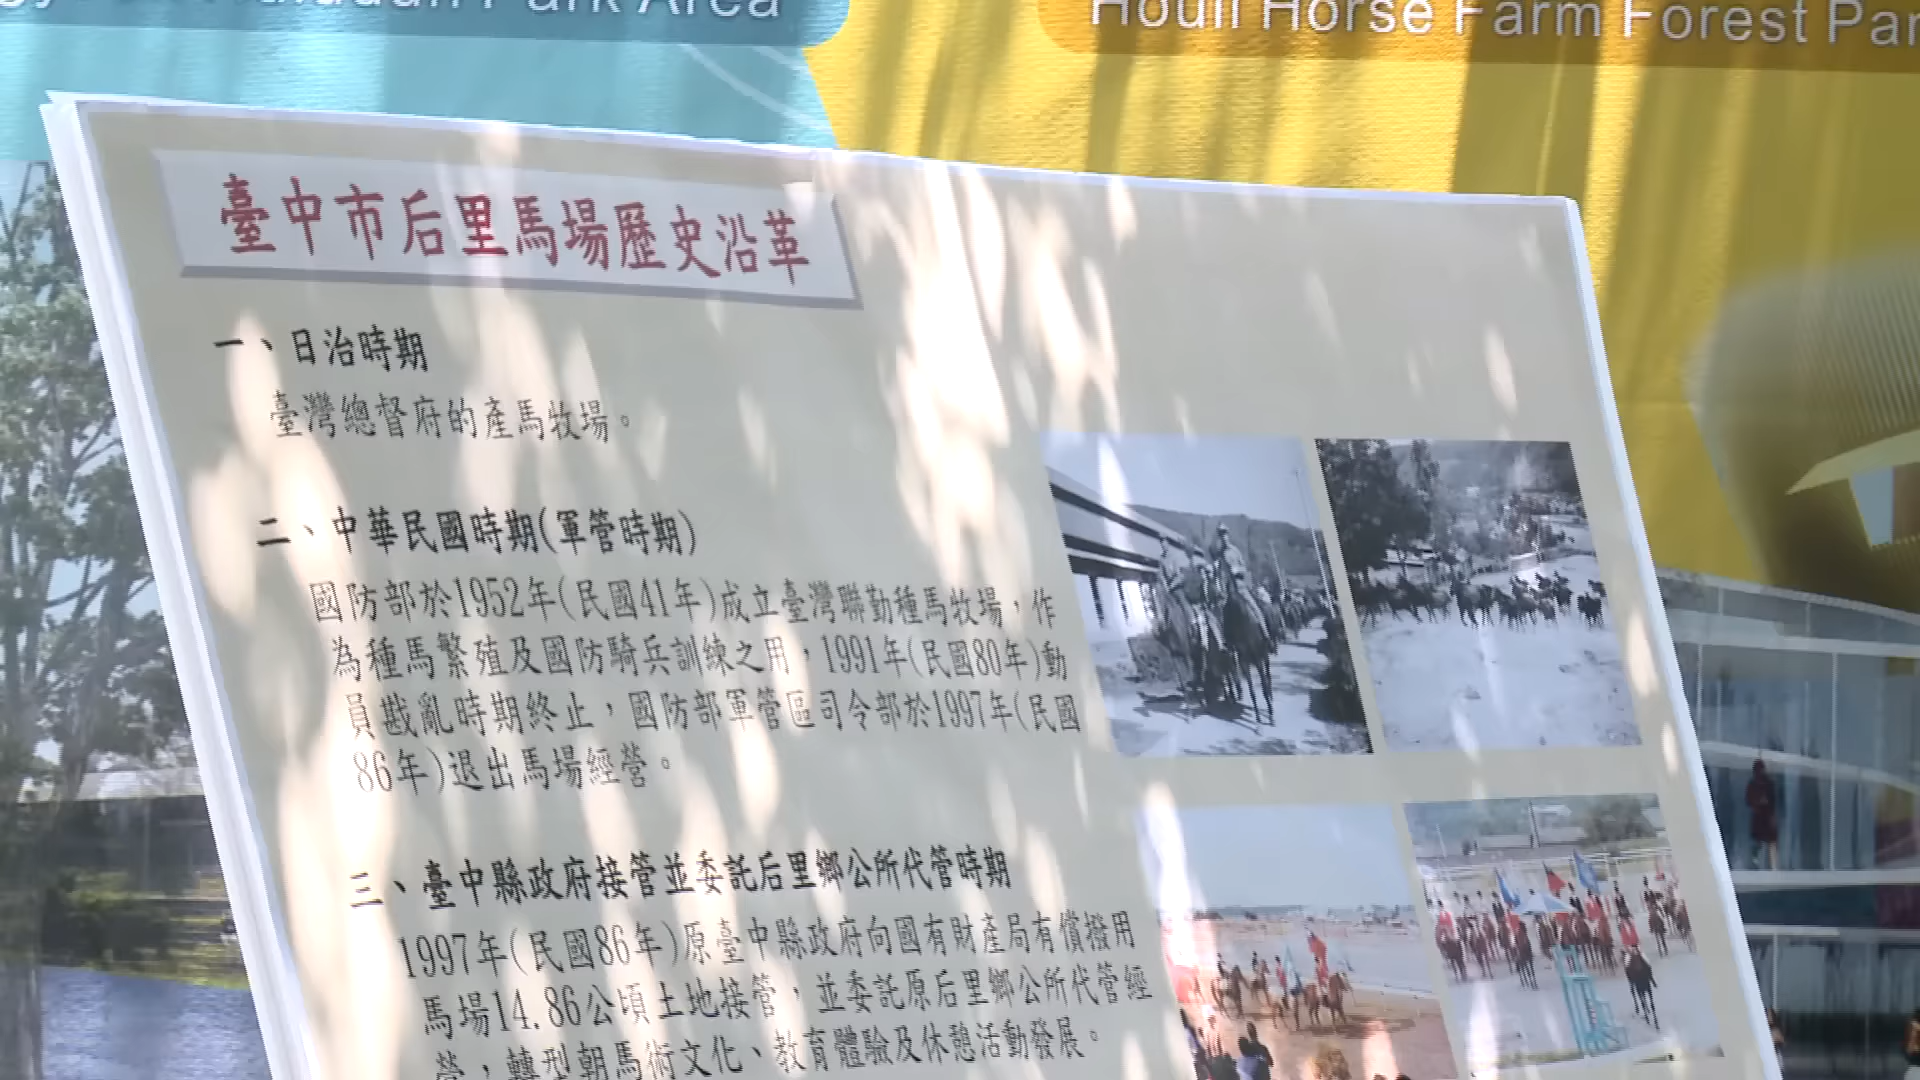 Park Area
Houli Horse Farm Forest Par
臺中市后里馬場歷史沿革
一、日治時期
臺灣總督府的產馬牧場。
二、中華民國時期(軍管時期)
國防部於1952年(民國41年)成立臺灣聯勤種馬牧場，作
為種馬繁殖及國防騎兵訓練之用，1991年(民國80年)動
員戡亂時期終止，國防部軍管區司令部於1997年(民國
86年)退出馬場經營。
三、臺中縣政府接管並委託后里鄉公所代管時期
1997年(民國86年)原臺中縣政府向國有財產局有償撥用
馬場14.86公頃土地接管，並委託原后里鄉公所代管經
營，轉型朝馬術文化、教育體驗及休憩活動發展。